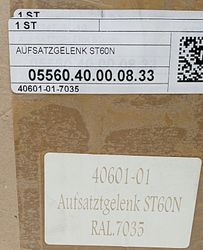 1 ST
1 ST
AUFSATZGELENK ST60N
05560.40.00.08.33
40601-01-7035
40601-01
Aufsatzgelenk ST60N
RAL.7035